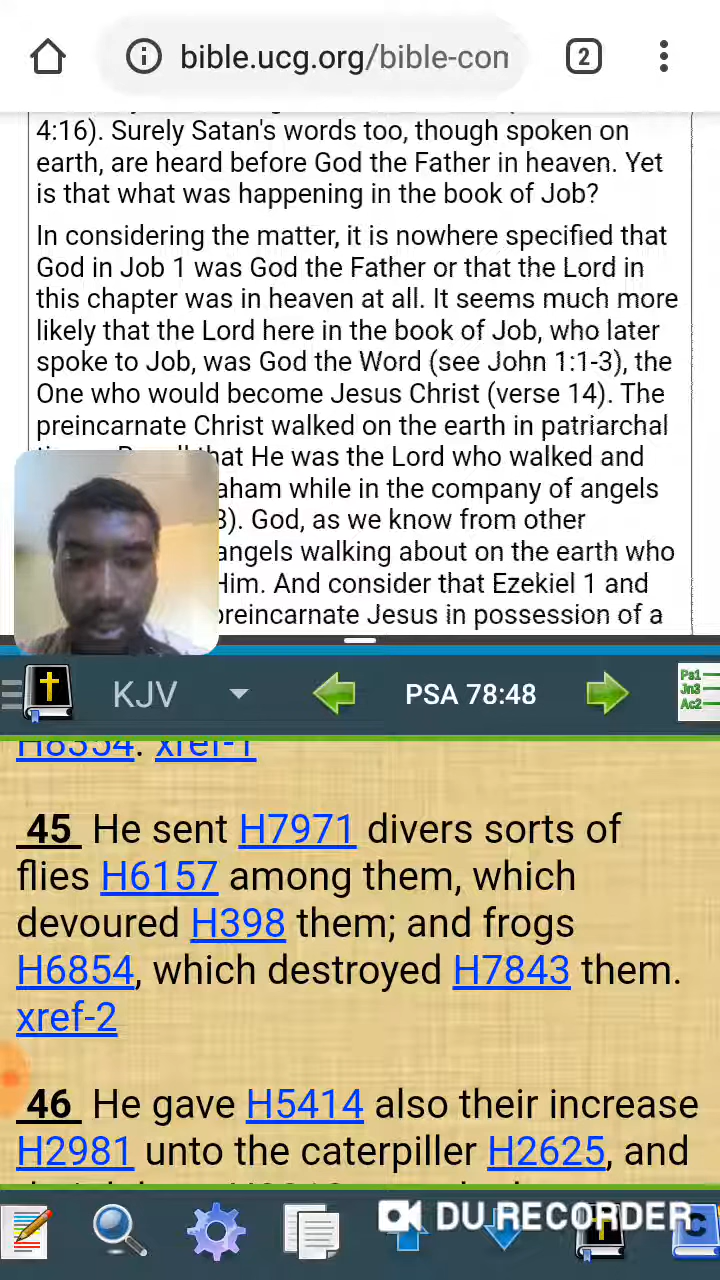 bible.ucg.org/bible-con
2
4:16). Surely Satan's words too, though spoken on
earth, are heard before God the Father in heaven. Yet
is that what was happening in the book of Job?
In considering the matter, it is nowhere specified that
God in Job 1 was God the Father or that the Lord in
this chapter was in heaven at all. It seems much more
likely that the Lord here in the book of Job, who later
spoke to Job, was God the Word (see John 1:1-3), the
One who would become Jesus Christ (verse 14). The
preincarnate Christ walked on the earth in patriarchal
that He was the Lord who walked and
aham while in the company of angels
3). God, as we know from other
angels walking about on the earth who
Him. And consider that Ezekiel 1 and
preincarnate Jesus in possession of a
KJV
PSA 78:48
Ps1
Jn3
Ac2
H8354. xref-1
45 He sent H7971 divers sorts of
flies H6157 among them, which
devoured H398 them; and frogs
H6854, which destroyed H7843 them.
xref-2
46 He gave H5414 also their increase
H2981 unto the caterpiller H2625, and
DU RECORDER
C